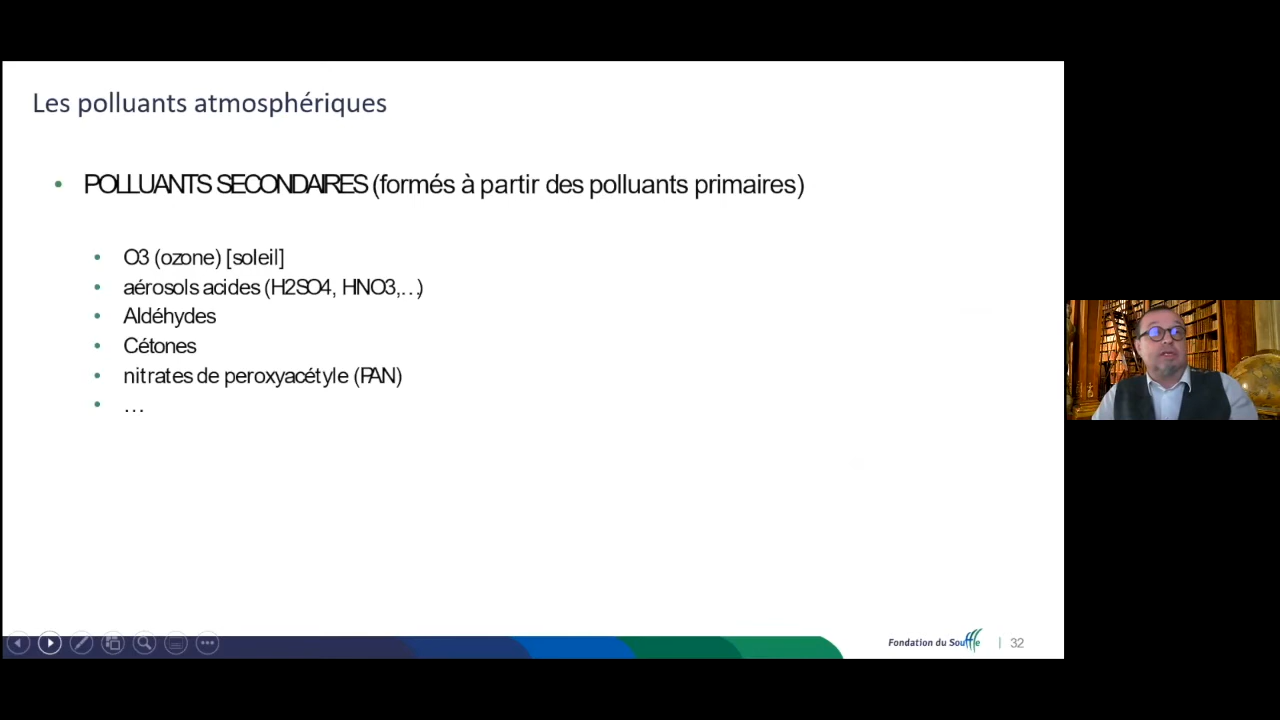 Les polluants atmosphériques
• POLLUANTS SECONDAIRES (formés à partir des polluants primaires)
• O3 (ozone) [soleil]
• aérosols acides (H2SO4, HNO3,…)
• Aldéhydes
• Cétones
• nitrates de peroxyacétyle (PAN)
• …
Fondation du Souffle | 32